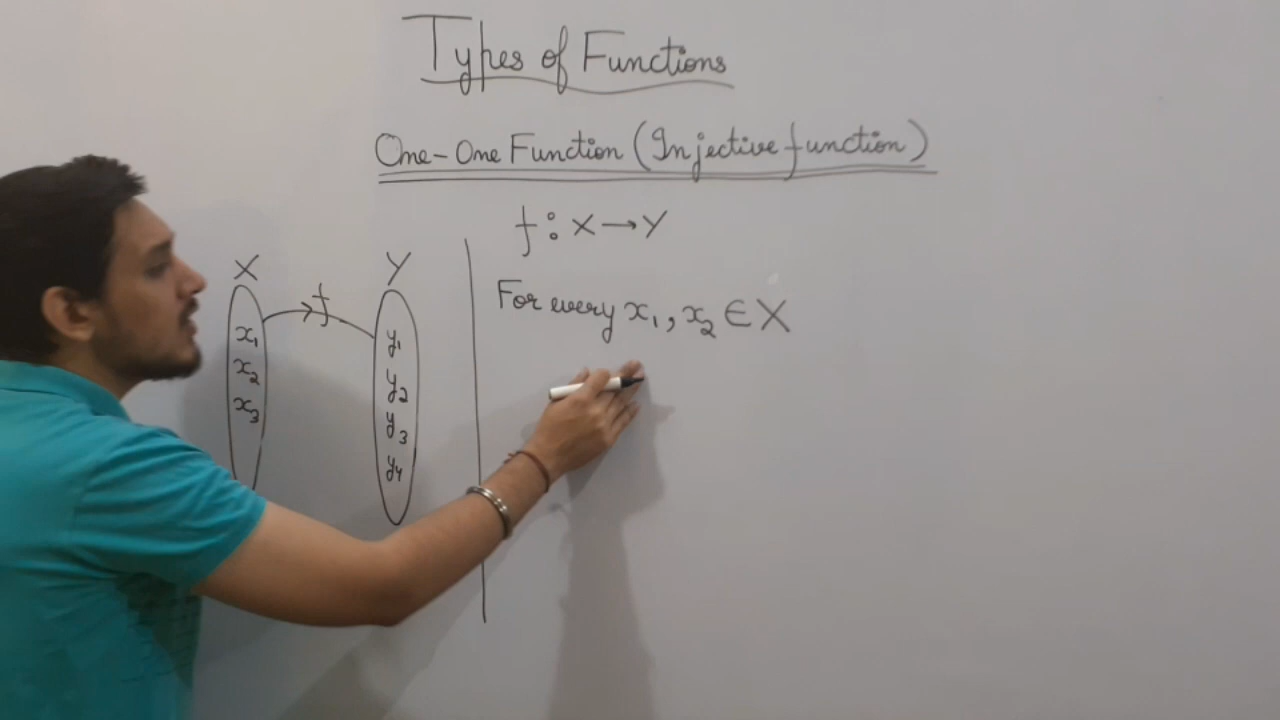 Types of Functions
One-One Function (Injective function)
f: X→Y
X
Y
f
x₁
x₂
x₃
y₁
y₂
y₃
y₄
For every x₁, x₂ ∈ X